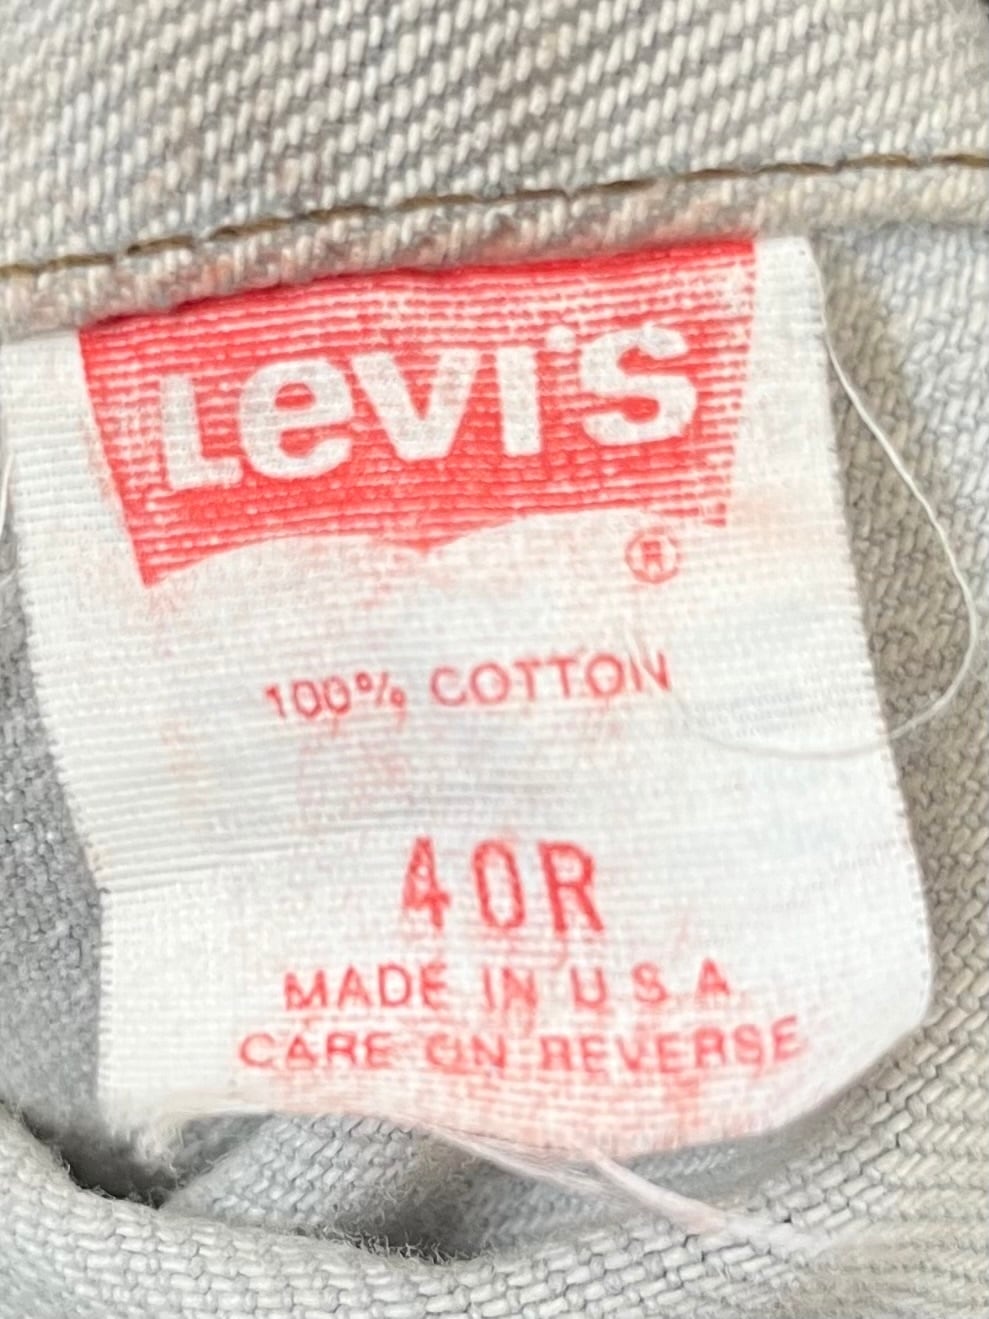 Levi's
®
100% COTTON
40R
MADE IN U S A
CARE ON REVERSE